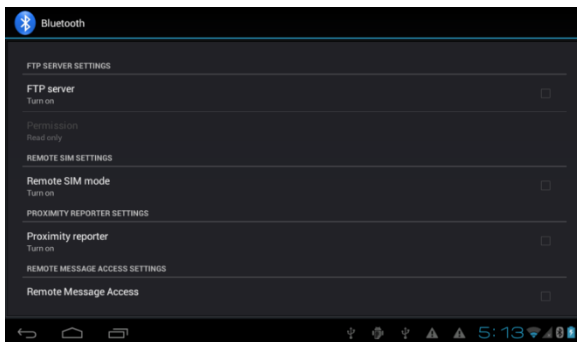 Bluetooth
FTP SERVER SETTINGS
FTP server
Turn on
Permission
Read only
REMOTE SIM SETTINGS
Remote SIM mode
Turn on
PROXIMITY REPORTER SETTINGS
Proximity reporter
Turn on
REMOTE MESSAGE ACCESS SETTINGS
Remote Message Access
5:13